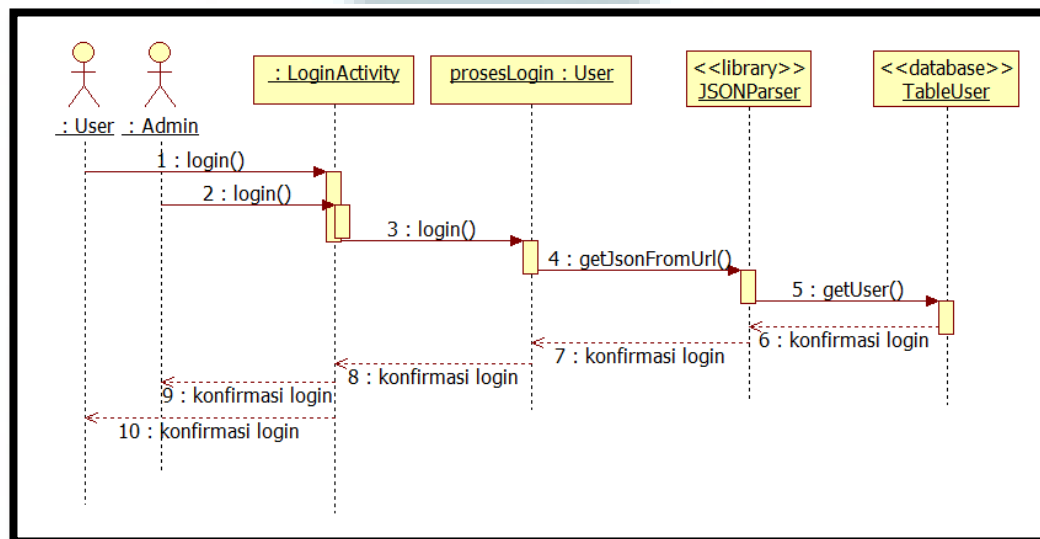 : LoginActivity
prosesLogin : User
<<library>>
JSONParser
<<database>>
TableUser
: User
: Admin
1 : login()
2 : login()
3 : login()
4 : getJsonFromUrl()
5 : getUser()
6 : konfirmasi login
7 : konfirmasi login
8 : konfirmasi login
9 : konfirmasi login
10 : konfirmasi login